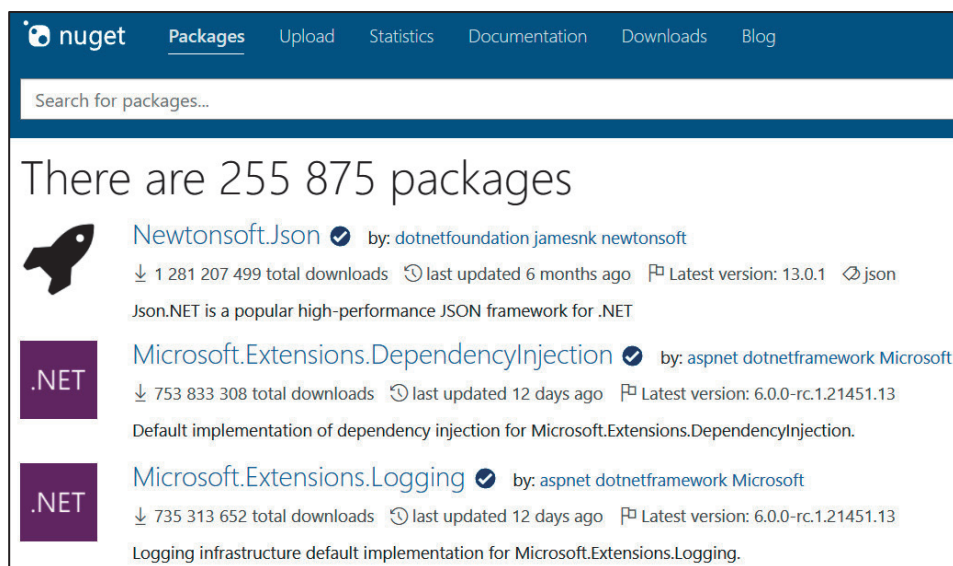 nuget Packages Upload Statistics Documentation Downloads Blog
Search for packages...
There are 255 875 packages
Newtonsoft.Json by: dotnetfoundation jamesnk newtonsoft
1 281 207 499 total downloads last updated 6 months ago Latest version: 13.0.1 json
Json.NET is a popular high-performance JSON framework for .NET
.NET
Microsoft.Extensions.DependencyInjection by: aspnet dotnetframework Microsoft
753 833 308 total downloads last updated 12 days ago Latest version: 6.0.0-rc.1.21451.13
Default implementation of dependency injection for Microsoft.Extensions.DependencyInjection.
.NET
Microsoft.Extensions.Logging by: aspnet dotnetframework Microsoft
735 313 652 total downloads last updated 12 days ago Latest version: 6.0.0-rc.1.21451.13
Logging infrastructure default implementation for Microsoft.Extensions.Logging.